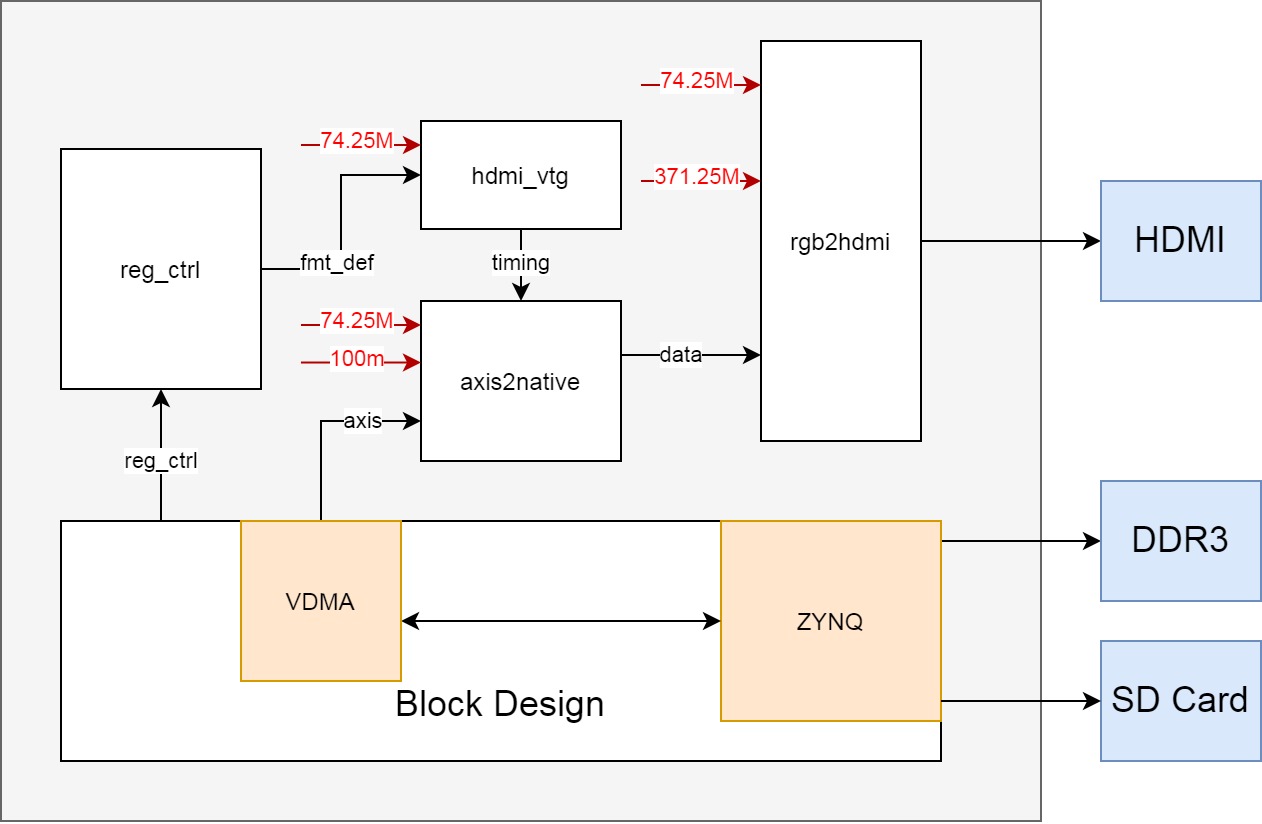 74.25M
74.25M
hdmi_vtg
371.25M
rgb2hdmi
HDMI
reg_ctrl
fmt_def
timing
74.25M
100m
axis2native
data
axis
reg_ctrl
DDR3
VDMA
ZYNQ
Block Design
SD Card